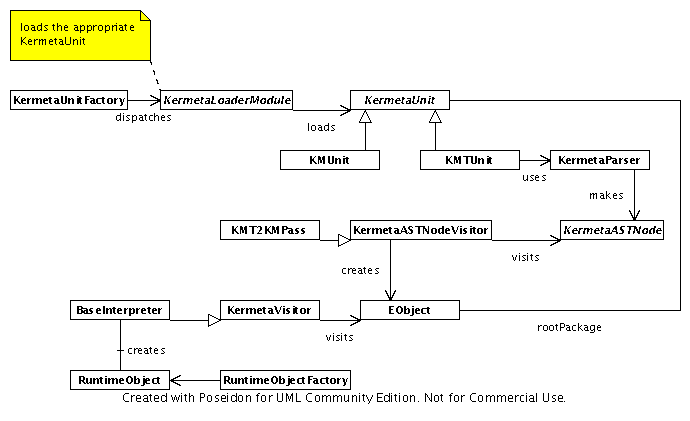 loads the appropriate
KermetaUnit
KermetaUnitFactory
dispatches
KermetaLoaderModule
loads
KermetaUnit
KMUnit
KMTUnit
uses
KermetaParser
makes
KMT2KMPass
KermetaASTNodeVisitor
visits
KermetaASTNode
creates
BaseInterpreter
KermetaVisitor
visits
EObject
rootPackage
creates
RuntimeObject
RuntimeObjectFactory
Created with Poseidon for UML Community Edition. Not for Commercial Use.